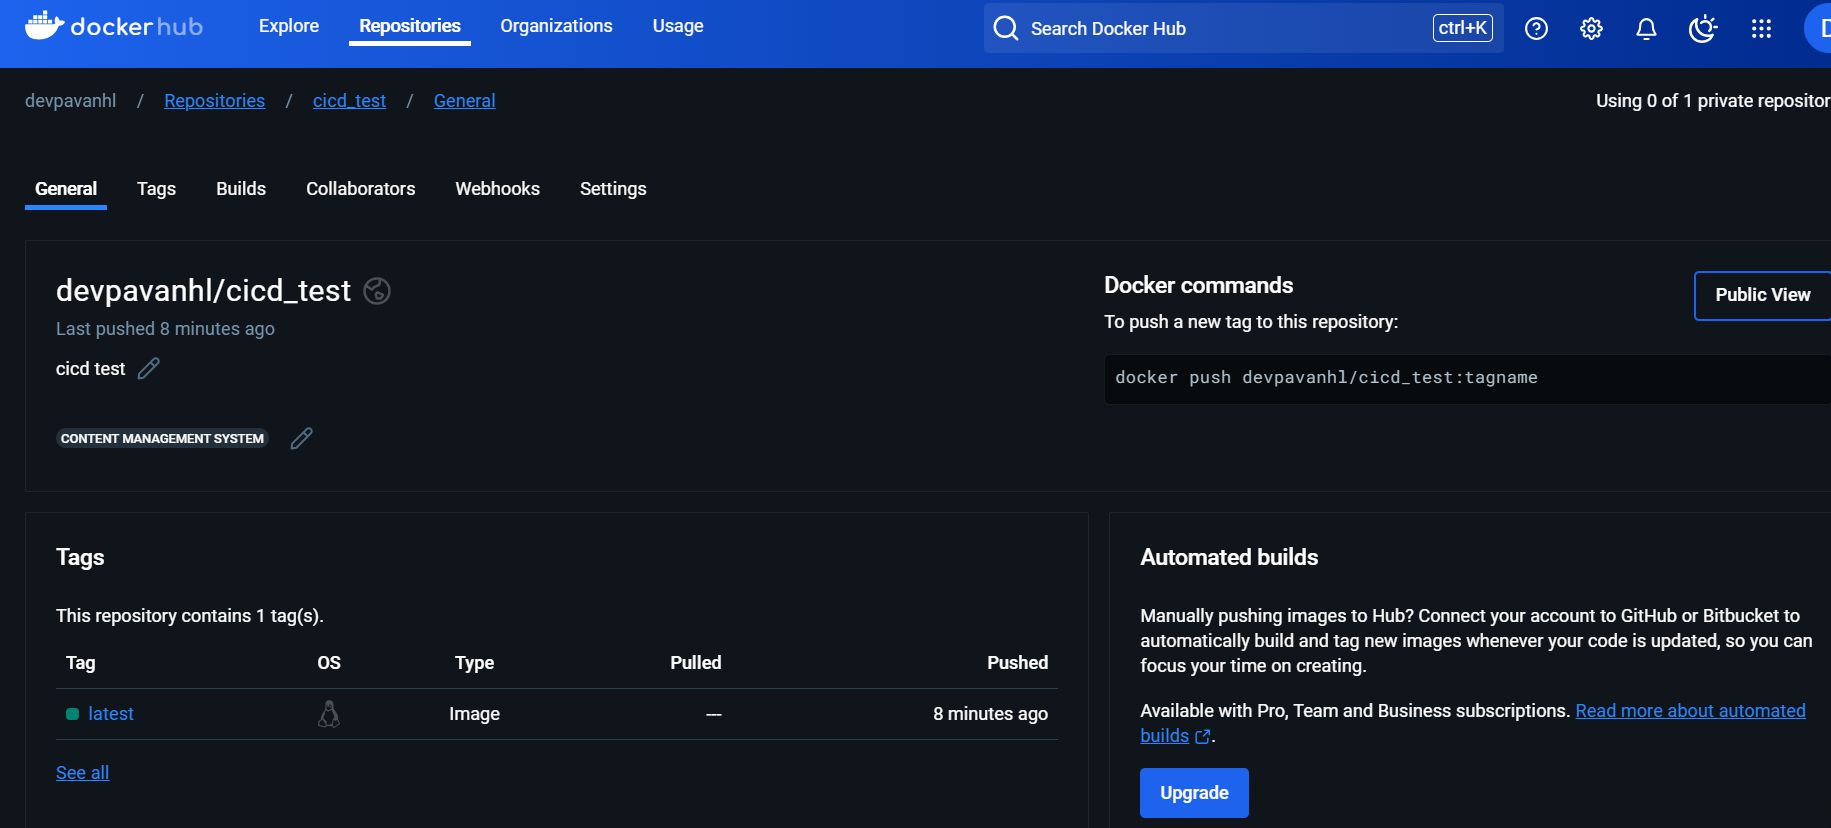 dockerhub
Explore
Repositories
Organizations
Usage
Search Docker Hub
ctrl+K
devpavanhl / Repositories / cicd_test / General
Using 0 of 1 private
General
Tags
Builds
Collaborators
Webhooks
Settings
devpavanhl/cicd_test
Last pushed 8 minutes ago
cicd test
CONTENT MANAGEMENT SYSTEM
Docker commands
To push a new tag to this repository:
Public View
docker push devpavanhl/cicd_test:tagname
Tags
This repository contains 1 tag(s).
Tag OS Type Pulled Pushed
latest Image --- 8 minutes ago
See all
Automated builds
Manually pushing images to Hub? Connect your account to GitHub or Bitbucket to
automatically build and tag new images whenever your code is updated, so you can
focus your time on creating.
Available with Pro, Team and Business subscriptions. Read more about automated
builds.
Upgrade